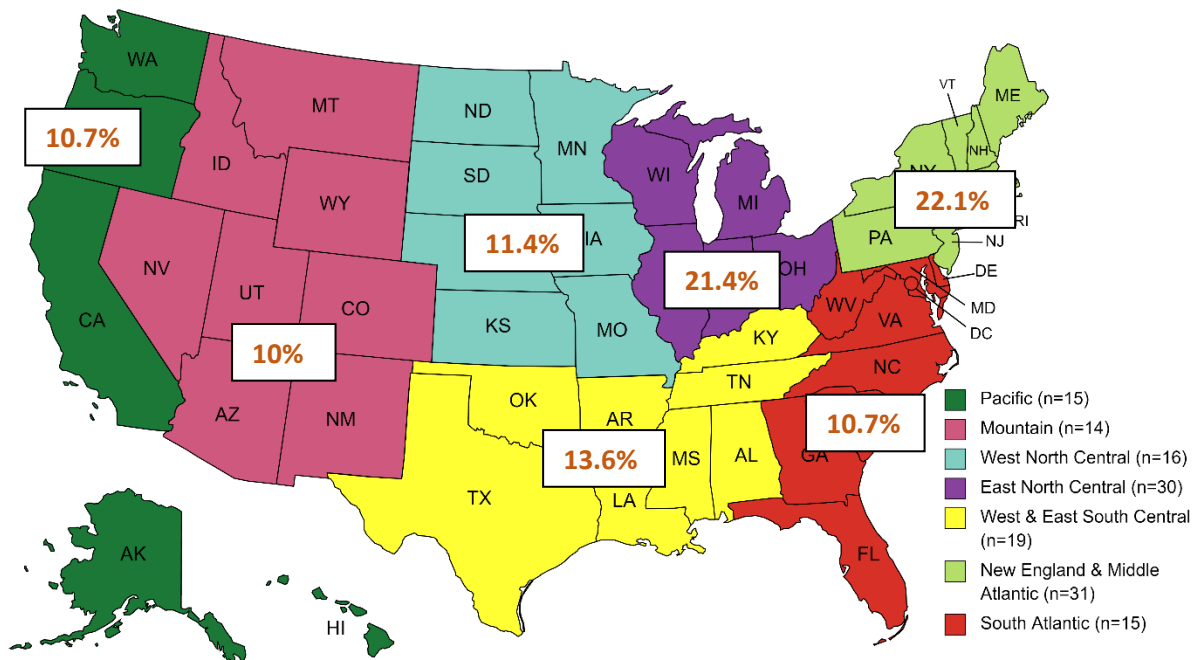 WA
MT
ND
MN
VT
ME
10.7%
ID
SD
WI
MI
NH
NY
22.1%
WY
11.4%
IA
PA
RI
NJ
NV
UT
CO
21.4%
OH
DE
CA
KS
MO
WV
VA
MD
DC
10%
KY
AZ
NM
OK
AR
TN
NC
10.7%
GA
13.6%
MS
AL
TX
LA
FL
AK
HI
Pacific (n=15)
Mountain (n=14)
West North Central (n=16)
East North Central (n=30)
West & East South Central
(n=19)
New England & Middle
Atlantic (n=31)
South Atlantic (n=15)